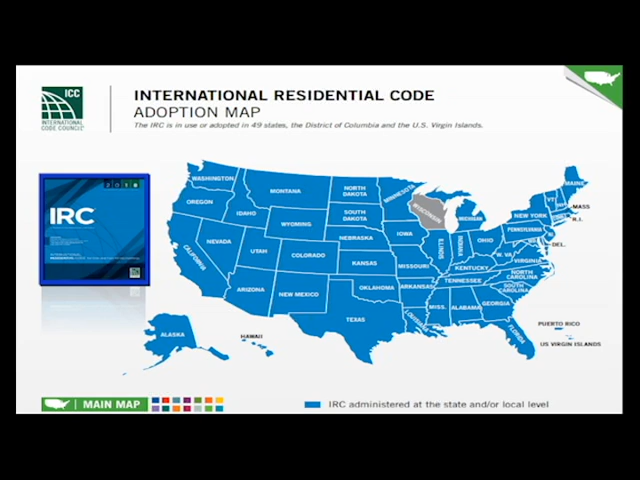 ICC
INTERNATIONAL
CODE COUNCIL
INTERNATIONAL RESIDENTIAL CODE
ADOPTION MAP
The IRC is in use or adopted in 49 states, the District of Columbia and the U.S. Virgin Islands.
IRC
WASHINGTON
OREGON
IDAHO
MONTANA
NORTH
DAKOTA
SOUTH
DAKOTA
MINNESOTA
WISCONSIN
MICHIGAN
WYOMING
NEVADA
UTAH
COLORADO
CALIFORNIA
ARIZONA
NEW MEXICO
NEBRASKA
KANSAS
OKLAHOMA
TEXAS
IOWA
MISSOURI
ARKANSAS
LOUISIANA
ILLINOIS
INDIANA
OHIO
KENTUCKY
TENNESSEE
MISS.
ALABAMA
GEORGIA
FLORIDA
SOUTH
CAROLINA
NORTH
CAROLINA
VIRGINIA
W. VA
PENNSYLVANIA
NEW YORK
VT
MAINE
MASS
R.I.
DEL.
ALASKA
HAWAII
PUERTO RICO
US VIRGIN ISLANDS
MAIN MAP
IRC administered at the state and/or local level